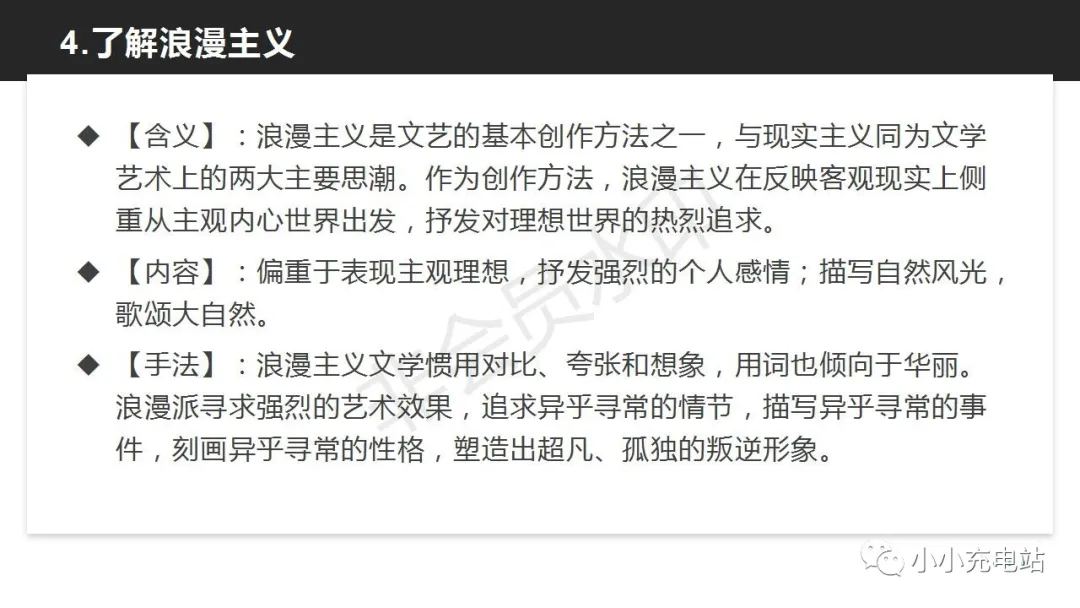 4.了解浪漫主义
◆ 【含义】：浪漫主义是文艺的基本创作方法之一，与现实主义同为文学
艺术上的两大主要思潮。作为创作方法，浪漫主义在反映客观现实上侧
重从主观内心世界出发，抒发对理想世界的热烈追求。
◆ 【内容】：偏重于表现主观理想，抒发强烈的个人感情；描写自然风光，
歌颂大自然。
◆ 【手法】：浪漫主义文学惯用对比、夸张和想象，用词也倾向于华丽。
浪漫派寻求强烈的艺术效果，追求异乎寻常的情节，描写异乎寻常的事
件，刻画异乎寻常的性格，塑造出超凡、孤独的叛逆形象。
非会员水印
小小充电站